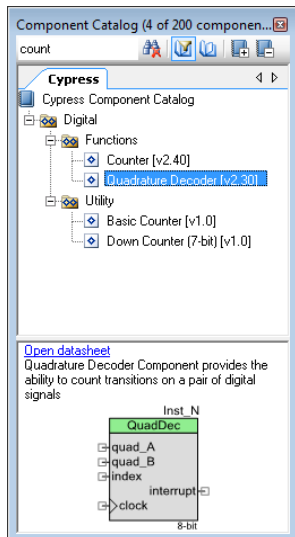 Component Catalog (4 of 200 componen...
count
Cypress
Cypress Component Catalog
Digital
Functions
Counter [v2.40]
Quadrature Decoder [v2.30]
Utility
Basic Counter [v1.0]
Down Counter (7-bit) [v1.0]
Open datasheet
Quadrature Decoder Component provides the
ability to count transitions on a pair of digital
signals
Inst_N
QuadDec
quad_A
quad_B
index
interrupt
clock
8-bit